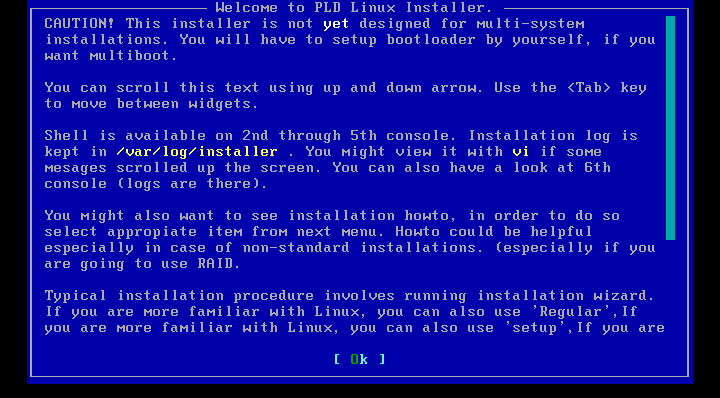 Welcome to PLD Linux Installer.
CAUTION! This installer is not yet designed for multi-system
installations. You will have to setup bootloader by yourself, if you
want multiboot.
You can scroll this text using up and down arrow. Use the <Tab> key
to move between widgets.
Shell is available on 2nd through 5th console. Installation log is
kept in /var/log/installer . You might view it with vi if some
mesages scrolled up the screen. You can also have a look at 6th
console (logs are there).
You might also want to see installation howto, in order to do so
select appropiate item from next menu. Howto could be helpful
especially in case of non-standard installations. (especially if you
are going to use RAID.
Typical installation procedure involves running installation wizard.
If you are more familiar with Linux, you can also use 'Regular',If
you are more familiar with Linux, you can also use 'setup',If you are
[ Ok ]